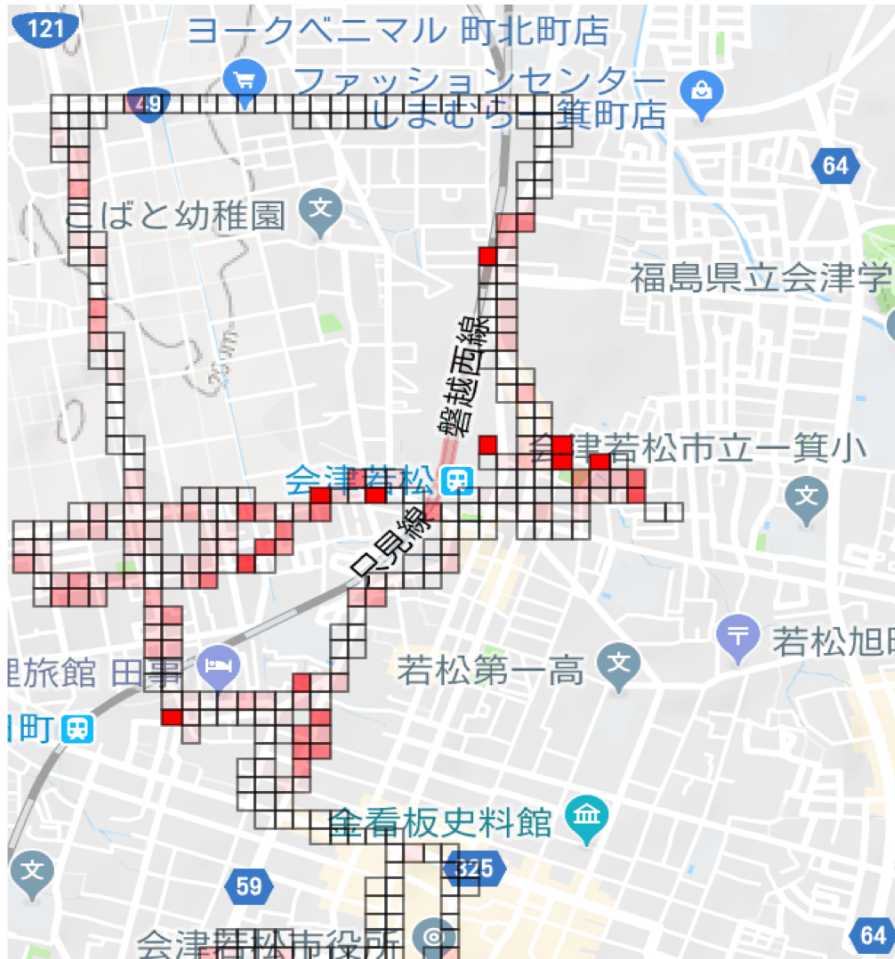 121
ヨークベニマル 町北町店
49
ファッションセンター
しまむら一箕町店
64
こばと幼稚園
福島県立会津学
磐越西線
会津若松市立一箕小
会津若松
只見線
若松旭町
旅館 田事
若松第一高
町
金看板史料館
325
59
会津若松市役所
64